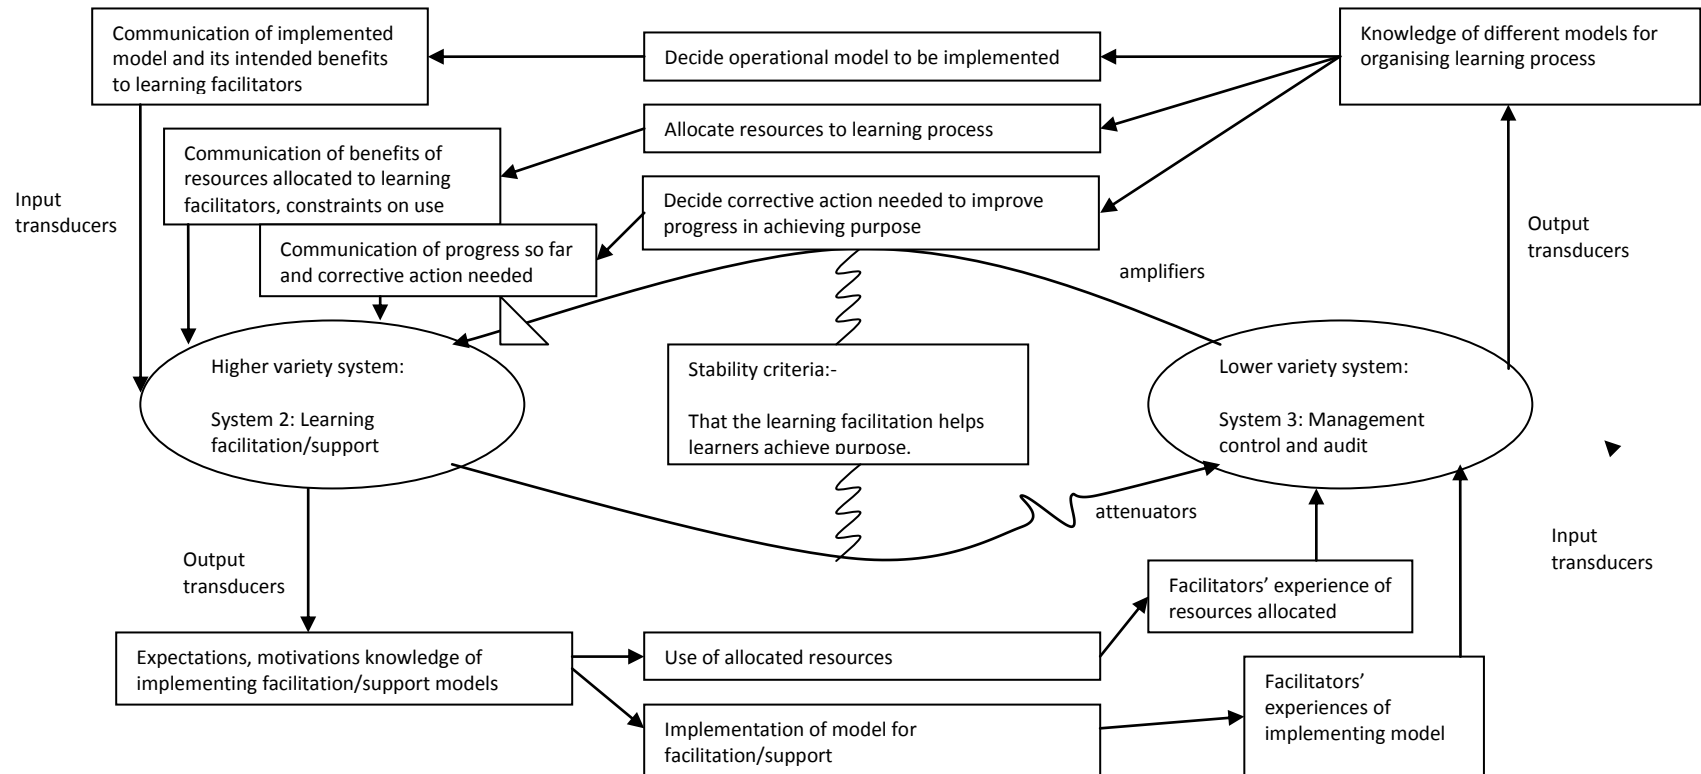 Communication of implemented
model and its intended benefits
to learning facilitators
Decide operational model to be implemented
Knowledge of different models for
organising learning process
Allocate resources to learning process
Communication of benefits of
resources allocated to learning
facilitators, constraints on use
Input
transducers
Decide corrective action needed to improve
progress in achieving purpose
Output
transducers
Communication of progress so far
and corrective action needed
amplifiers
Higher variety system:
System 2: Learning
facilitation/support
Stability criteria:-
That the learning facilitation helps
learners achieve purpose.
Lower variety system:
System 3: Management
control and audit
attenuators
Output
transducers
Input
transducers
Facilitators’ experience of
resources allocated
Expectations, motivations knowledge of
implementing facilitation/support models
Use of allocated resources
Facilitators’
experiences of
implementing model
Implementation of model for
facilitation/support